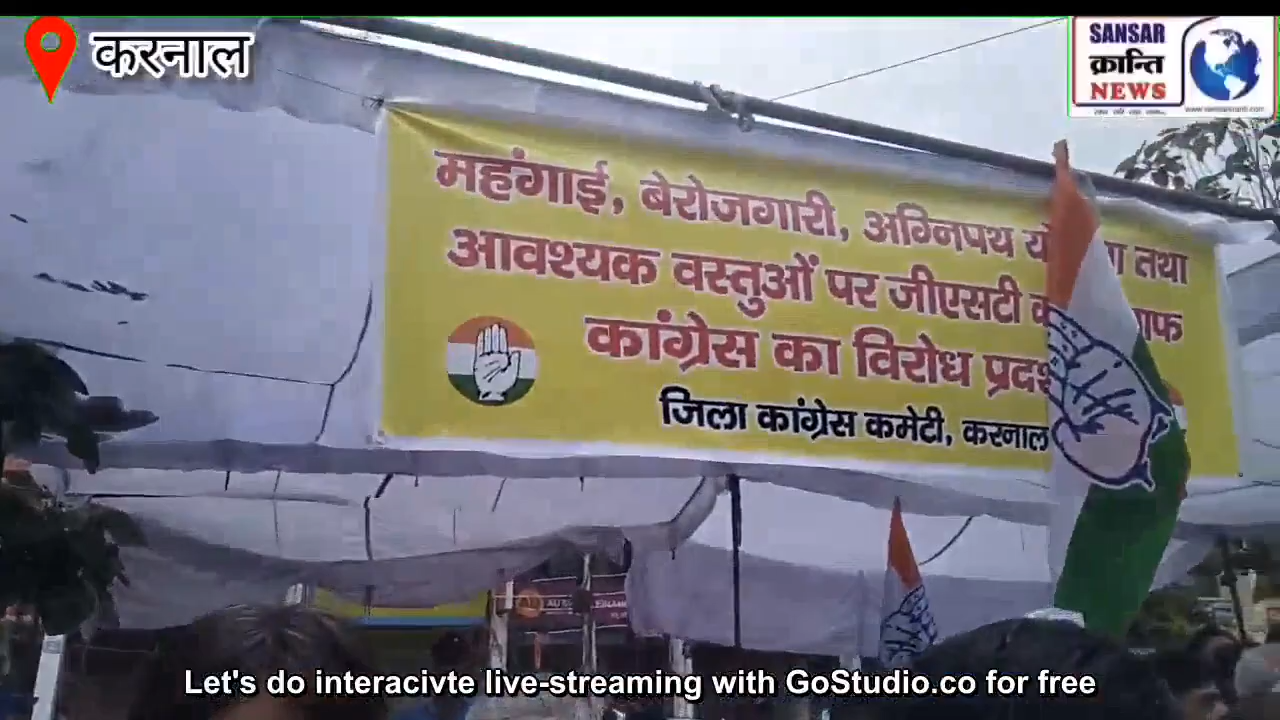 करनाल
SANSAR
क्रान्ति
NEWS
महंगाई, बेरोजगारी, अग्निपथ तथा
आवश्यक वस्तुओं पर जीएसटी
कांग्रेस का विरोध
जिला कांग्रेस कमेटी, करनाल
Let's do interacivte live-streaming with GoStudio.co for free